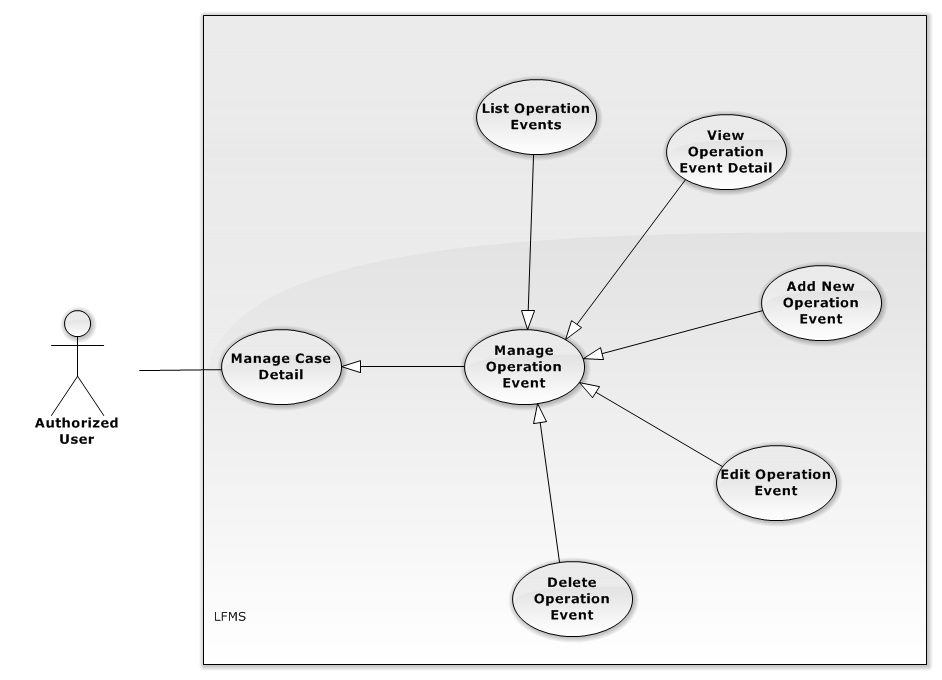 List Operation
Events
View
Operation
Event Detail
Add New
Operation
Event
Manage Case
Detail
Manage
Operation
Event
Authorized
User
Edit Operation
Event
Delete
Operation
Event
LFMS